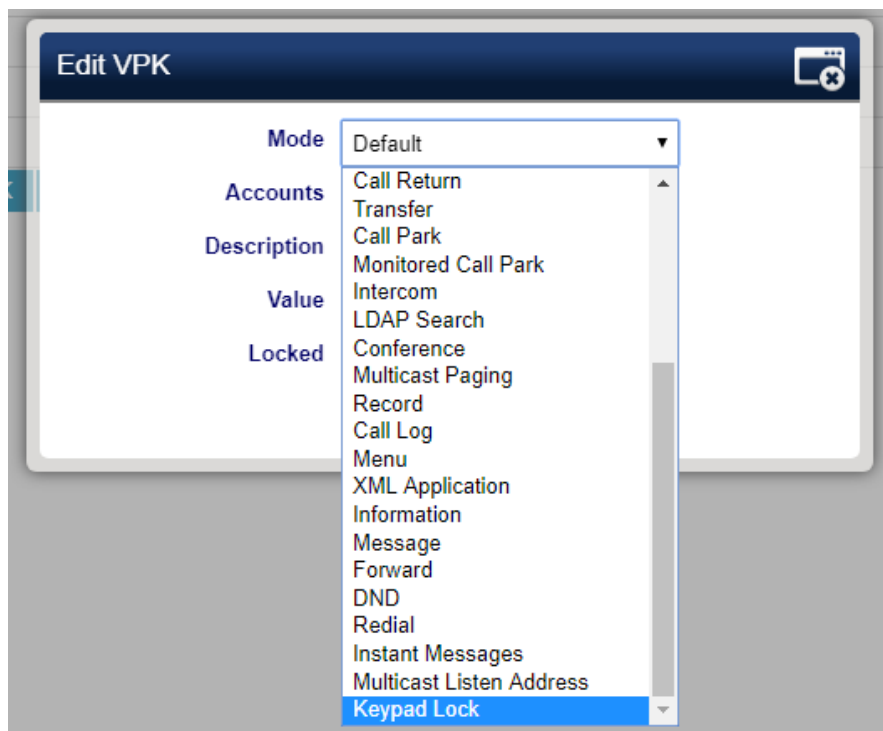 Edit VPK
Mode
Default
Accounts
Description
Value
Locked
Call Return
Transfer
Call Park
Monitored Call Park
Intercom
LDAP Search
Conference
Multicast Paging
Record
Call Log
Menu
XML Application
Information
Message
Forward
DND
Redial
Instant Messages
Multicast Listen Address
Keypad Lock